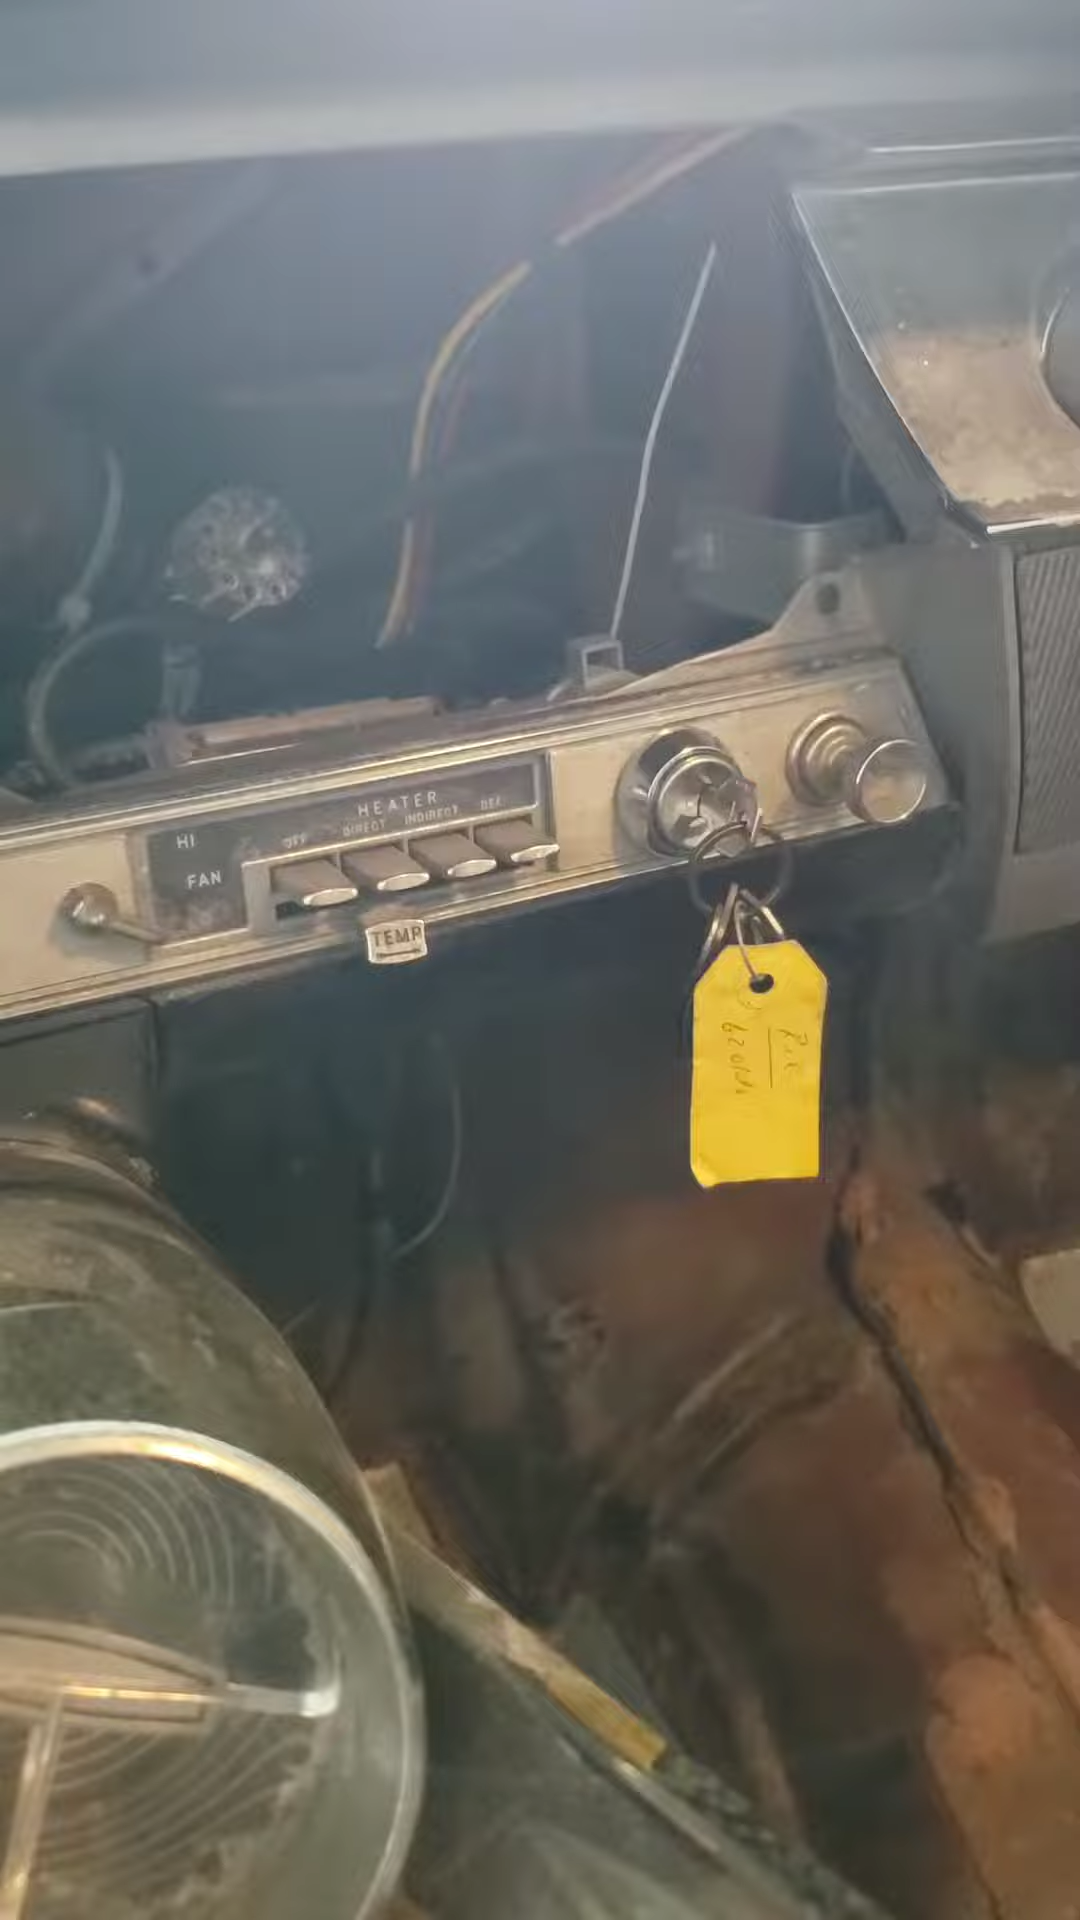 HEATER
HI
OFF DIRECT INDIRECT DEF.
FAN
TEMP